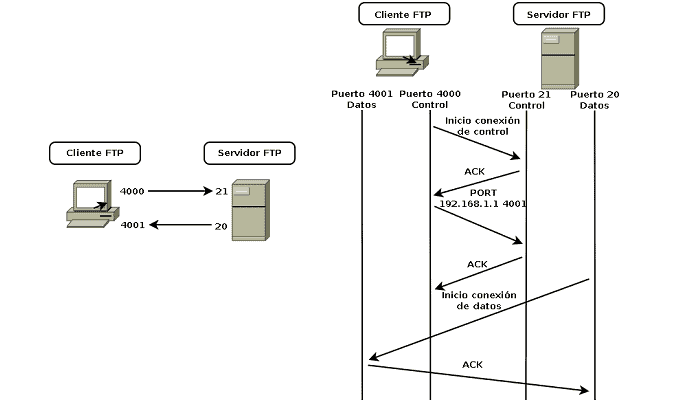 Cliente FTP
Servidor FTP
4000
21
4001
20
Cliente FTP
Servidor FTP
Puerto 4001
Datos
Puerto 4000
Control
Puerto 21
Control
Puerto 20
Datos
Inicio conexión
de control
ACK
PORT
192.168.1.1 4001
ACK
Inicio conexión
de datos
ACK